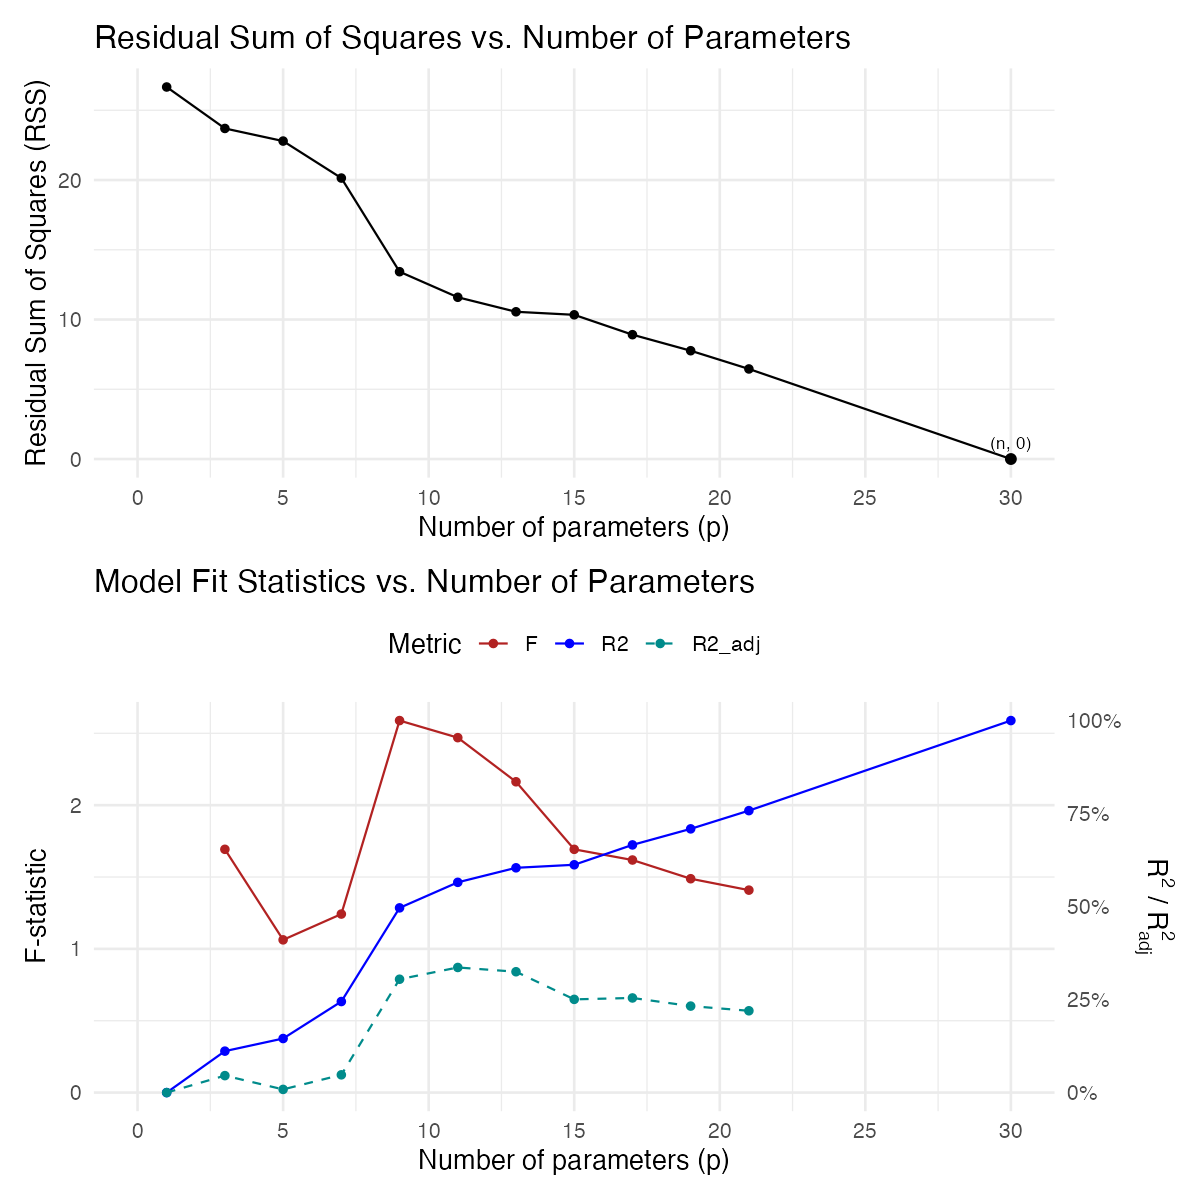 Residual Sum of Squares vs. Number of Parameters
Residual Sum of Squares (RSS)
20
10
0
(n, 0)
0 5 10 15 20 25 30
Number of parameters (p)
Model Fit Statistics vs. Number of Parameters
Metric F R2 R2_adj
F-statistic
2
1
0
100%
75%
50%
25%
0%
R² / R²adj
0 5 10 15 20 25 30
Number of parameters (p)